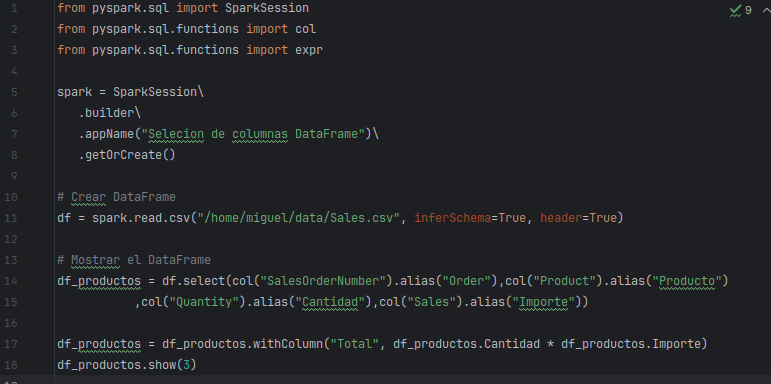 9
1 from pyspark.sql import SparkSession
2 from pyspark.sql.functions import col
3 from pyspark.sql.functions import expr
4
5 spark = SparkSession\
6 .builder\
7 .appName("Selecion de columnas DataFrame")\
8 .getOrCreate()
9
10 # Crear DataFrame
11 df = spark.read.csv("/home/miguel/data/Sales.csv", inferSchema=True, header=True)
12
13 # Mostrar el DataFrame
14 df_productos = df.select(col("SalesOrderNumber").alias("Order"),col("Product").alias("Producto")
15 ,col("Quantity").alias("Cantidad"),col("Sales").alias("Importe"))
16
17 df_productos = df_productos.withColumn("Total", df_productos.Cantidad * df_productos.Importe)
18 df_productos.show(3)